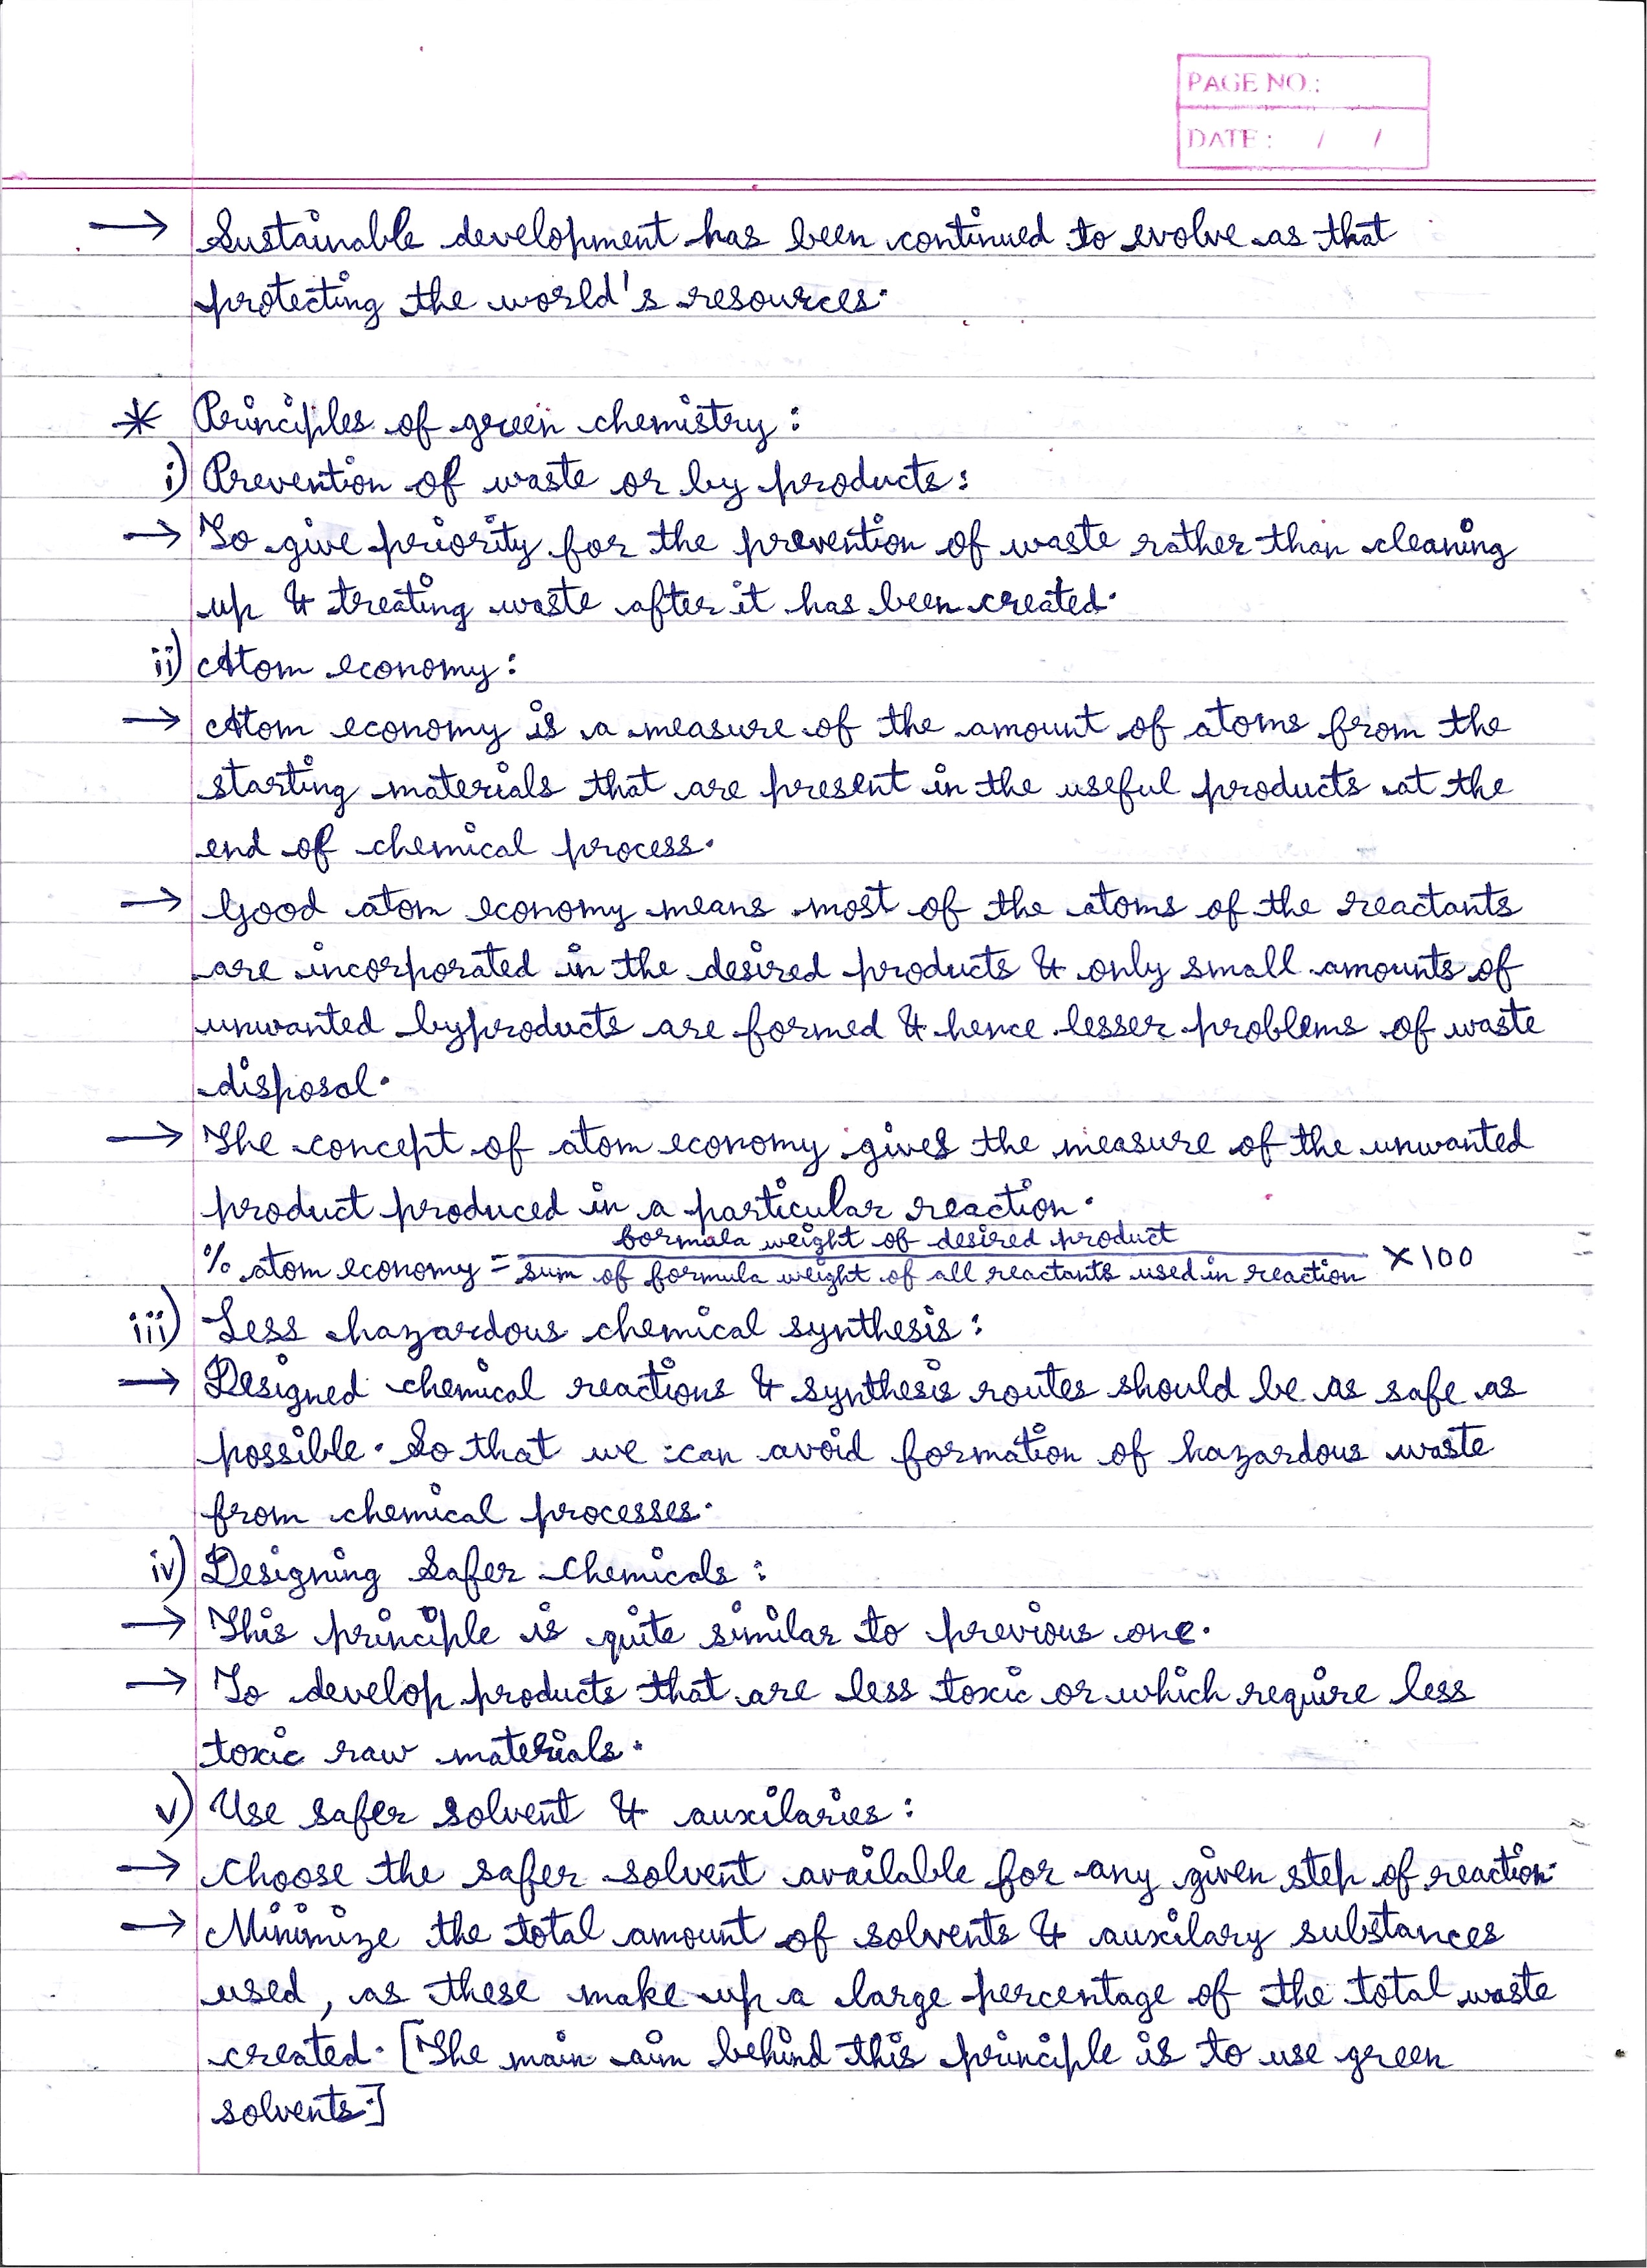 PAGE NO.:
DATE : / /
→ Sustainable development has been continued to evolve as that
protecting the world's resources.
* Principles of green chemistry :
i) Prevention of waste or by products :
→ To give priority for the prevention of waste rather than cleaning
up & treating waste after it has been created.
ii) Atom economy :
→ Atom economy is a measure of the amount of atoms from the
starting materials that are present in the useful products at the
end of chemical process.
→ Good atom economy means most of the atoms of the reactants
are incorporated in the desired products & only small amounts of
unwanted byproducts are formed & hence lesser problems of waste
disposal.
→ The concept of atom economy gives the measure of the unwanted
product produced in a particular reaction.
formula weight of desired product
% atom economy = ——— × 100
sum of formula weight of all reactants used in reaction
iii) Less hazardous chemical synthesis :
→ Designed chemical reactions & synthesis routes should be as safe as
possible. So that we can avoid formation of hazardous waste
from chemical processes.
iv) Designing Safer Chemicals :
→ This principle is quite similar to previous one.
→ To develop products that are less toxic or which require less
toxic raw materials.
v) Use safer solvent & auxilaries :
→ Choose the safer solvent available for any given step of reaction.
→ Minimize the total amount of solvents & auxilary substances
used, as these make up a large percentage of the total waste
created. [The main aim behind this principle is to use green
solvents.]